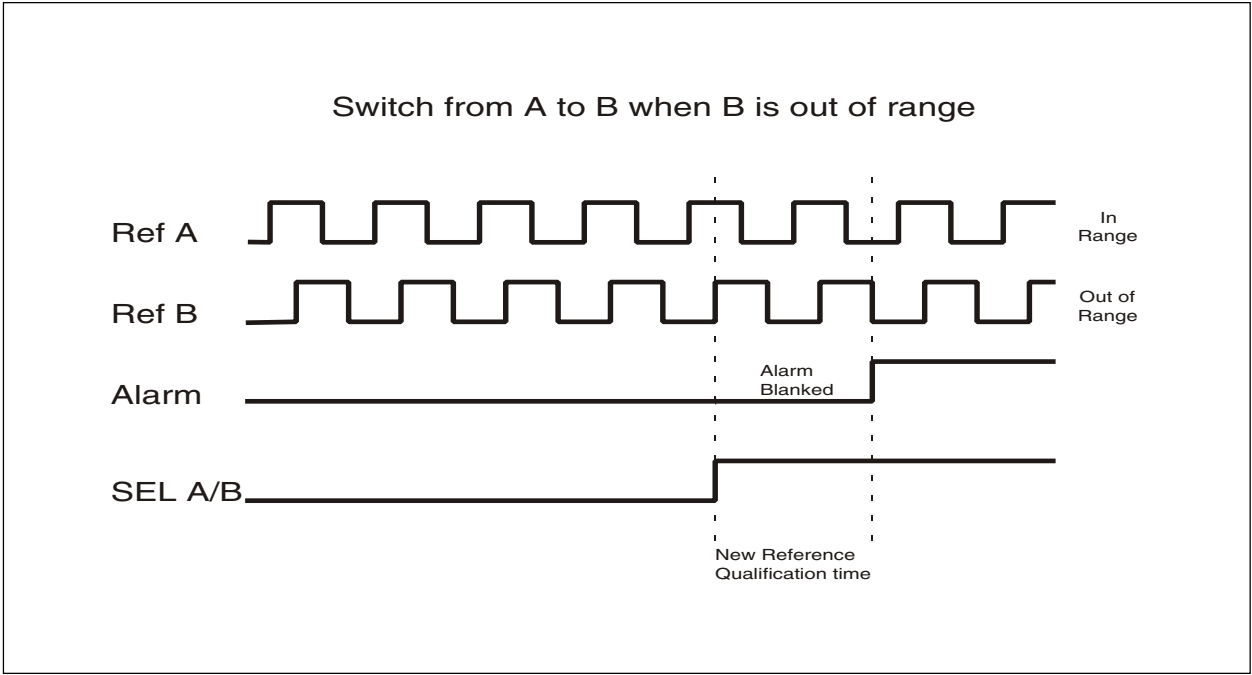 Switch from A to B when B is out of range
Ref A
In
Range
Ref B
Out of
Range
Alarm
Alarm
Blanked
SEL A/B
New Reference
Qualification time